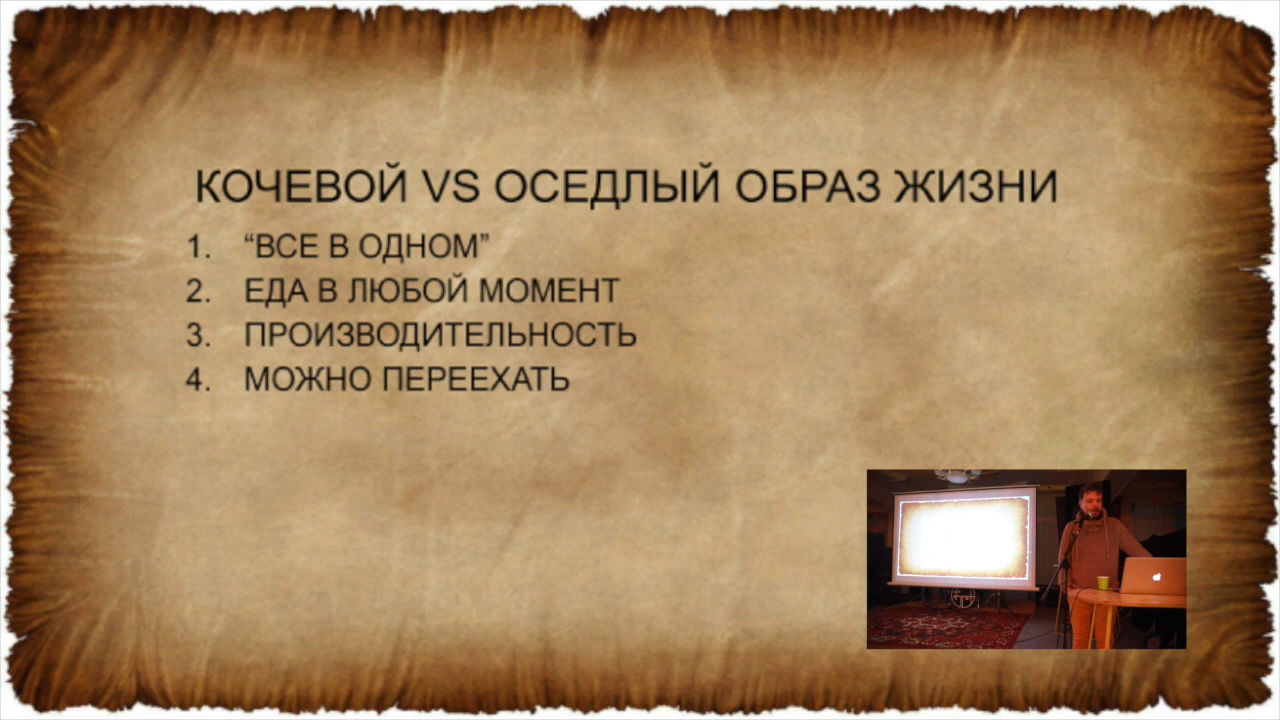 КОЧЕВОЙ VS ОСЕДЛЫЙ ОБРАЗ ЖИЗНИ
1. “ВСЕ В ОДНОМ”
2. ЕДА В ЛЮБОЙ МОМЕНТ
3. ПРОИЗВОДИТЕЛЬНОСТЬ
4. МОЖНО ПЕРЕЕХАТЬ